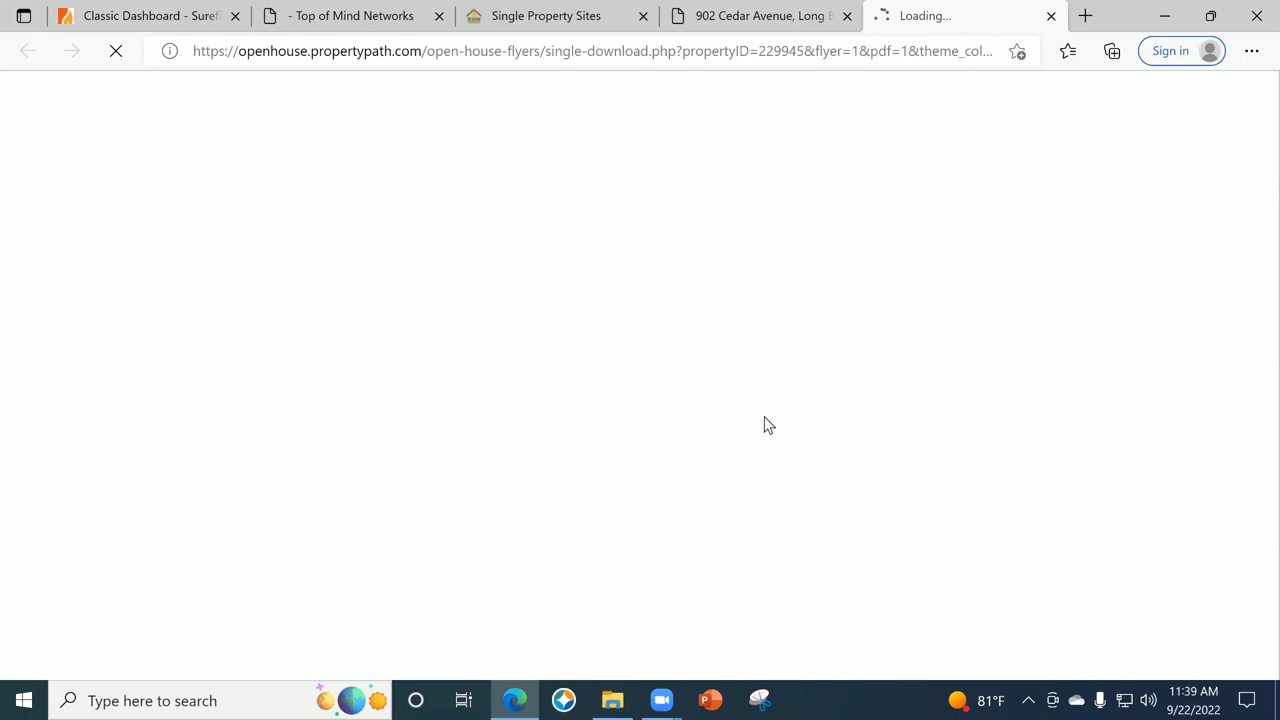 Classic Dashboard - Surefi
- Top of Mind Networks
Single Property Sites
902 Cedar Avenue, Long B
Loading...
https://openhouse.propertypath.com/open-house-flyers/single-download.php?propertyID=229945&flyer=1&pdf=1&theme_col...
Sign in
Type here to search
81°F
11:39 AM
9/22/2022